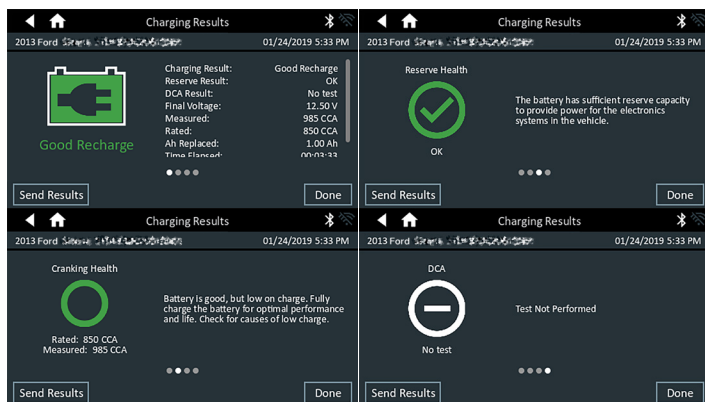 Charging Results
2013 Ford
01/24/2019 5:33 PM
Good Recharge
Charging Result: Good Recharge
Reserve Result: OK
DCA Result: No test
Final Voltage: 12.50 V
Measured: 985 CCA
Rated: 850 CCA
Ah Replaced: 1.00 Ah
Time Elapsed: 00:03:33
Send Results
Done
Charging Results
2013 Ford
01/24/2019 5:33 PM
Reserve Health
OK
The battery has sufficient reserve capacity
to provide power for the electronics
systems in the vehicle.
Send Results
Done
Charging Results
2013 Ford
01/24/2019 5:33 PM
Cranking Health
Rated: 850 CCA
Measured: 985 CCA
Battery is good, but low on charge. Fully
charge the battery for optimal performance
and life. Check for causes of low charge.
Send Results
Done
Charging Results
2013 Ford
01/24/2019 5:33 PM
DCA
No test
Test Not Performed
Send Results
Done